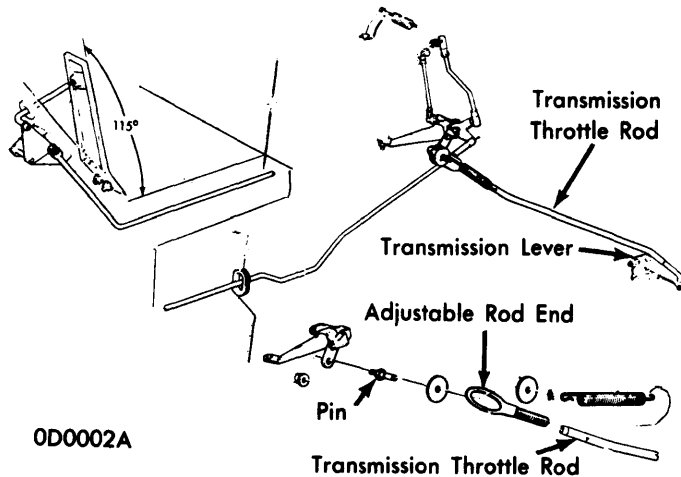 115°
Transmission
Throttle Rod
Transmission Lever
Adjustable Rod End
Pin
0D0002A
Transmission Throttle Rod